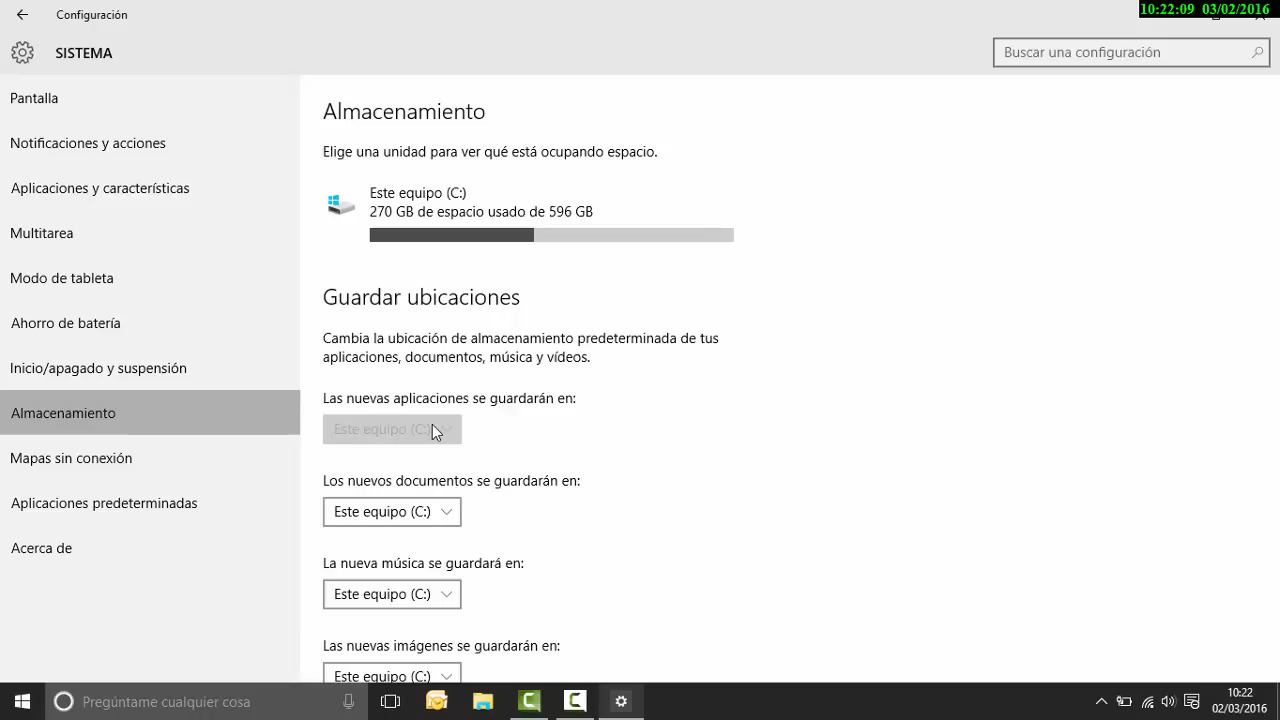 Configuración
10:22:09 03/02/2016
SISTEMA
Buscar una configuración
Pantalla
Notificaciones y acciones
Aplicaciones y características
Multitarea
Modo de tableta
Ahorro de batería
Inicio/apagado y suspensión
Almacenamiento
Mapas sin conexión
Aplicaciones predeterminadas
Acerca de
Almacenamiento
Elige una unidad para ver qué está ocupando espacio.
Este equipo (C:)
270 GB de espacio usado de 596 GB
Guardar ubicaciones
Cambia la ubicación de almacenamiento predeterminada de tus
aplicaciones, documentos, música y vídeos.
Las nuevas aplicaciones se guardarán en:
Este equipo (C:)
Los nuevos documentos se guardarán en:
Este equipo (C:)
La nueva música se guardará en:
Este equipo (C:)
Las nuevas imágenes se guardarán en:
Este equipo (C:)
Pregúntame cualquier cosa
10:22
02/03/2016